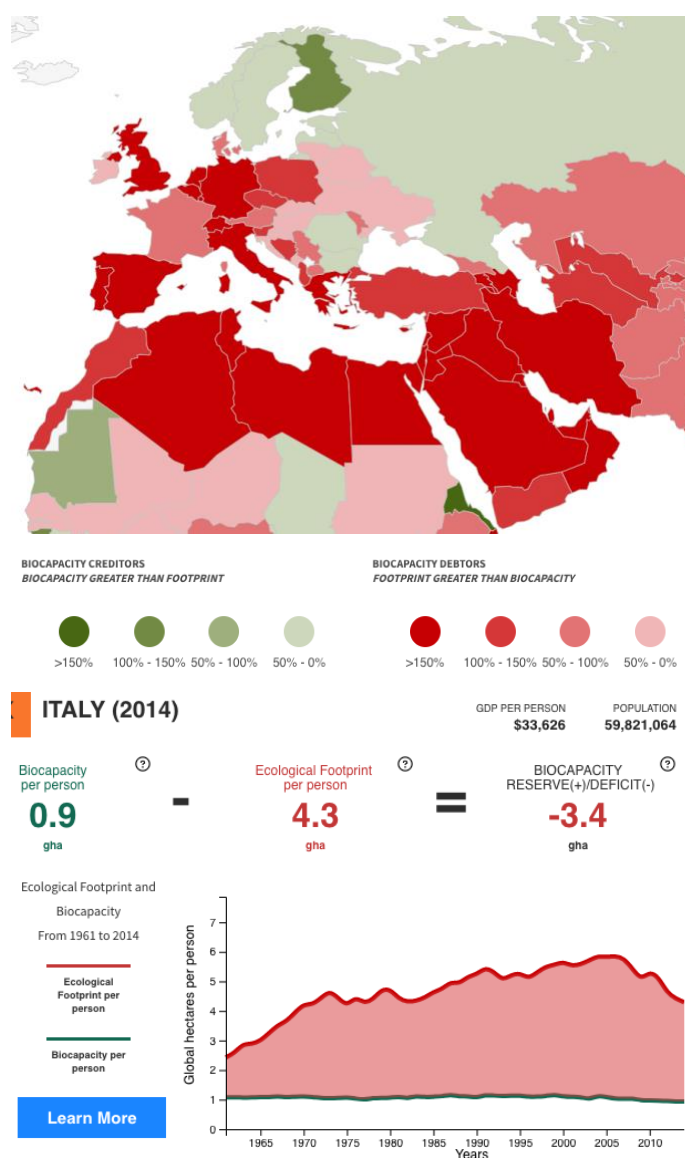 BIOCAPACITY CREDITORS
BIOCAPACITY GREATER THAN FOOTPRINT
BIOCAPACITY DEBTORS
FOOTPRINT GREATER THAN BIOCAPACITY
>150%
100% - 150%
50% - 100%
50% - 0%
>150%
100% - 150%
50% - 100%
50% - 0%
ITALY (2014)
GDP PER PERSON
$33,626
POPULATION
59,821,064
Biocapacity
per person
0.9
gha
?
-
Ecological Footprint
per person
4.3
gha
?
=
BIOCAPACITY
RESERVE(+)/DEFICIT(-)
-3.4
gha
?
Ecological Footprint and
Biocapacity
From 1961 to 2014
Ecological
Footprint per
person
Biocapacity per
person
Learn More
Global hectares per person
7
6
5
4
3
2
1
0
1965
1970
1975
1980
1985
1990
1995
2000
2005
2010
Years